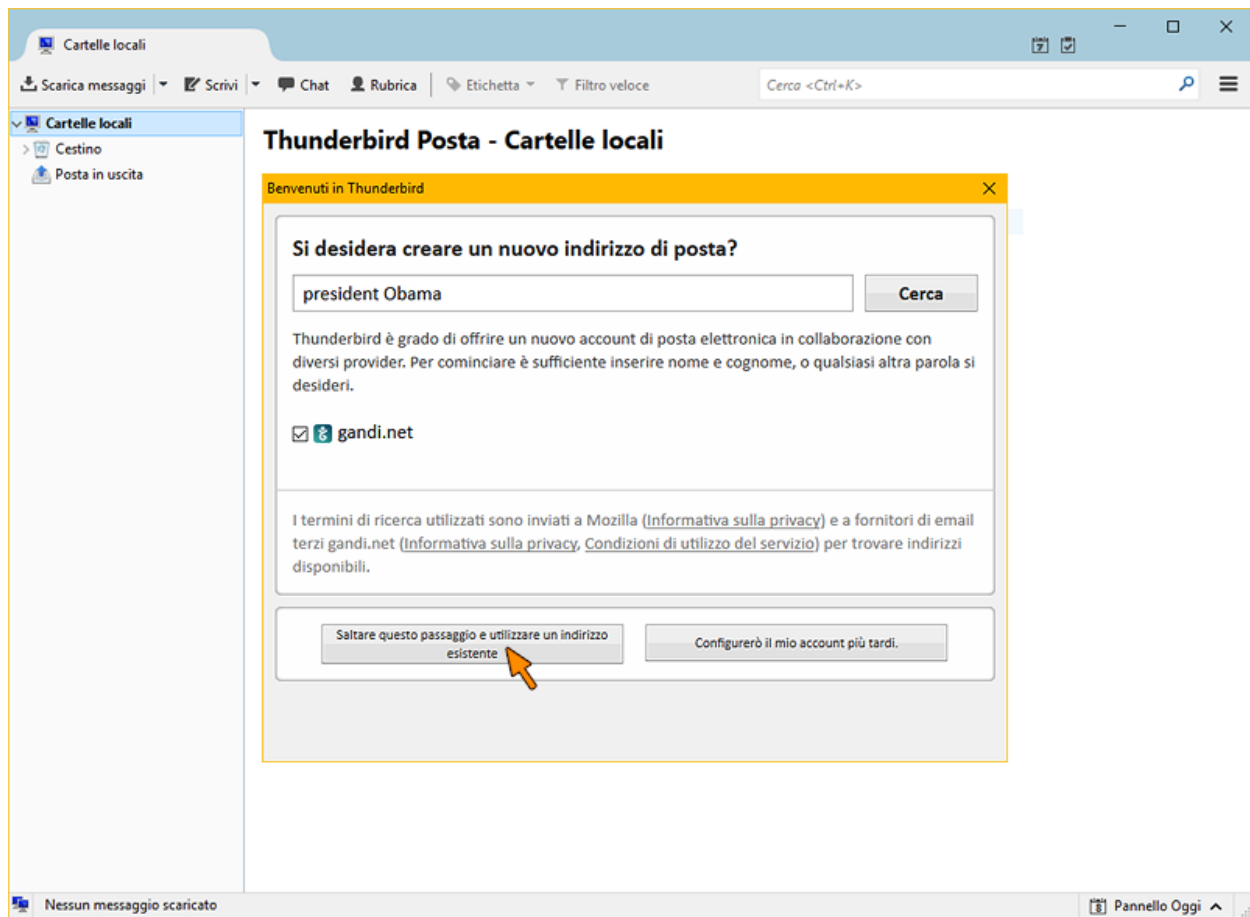 Cartelle locali
Scarica messaggi Scrivi Chat Rubrica Etichetta Filtro veloce Cerca <Ctrl+K>
Cartelle locali
Cestino
Posta in uscita
Thunderbird Posta - Cartelle locali
Benvenuti in Thunderbird
Si desidera creare un nuovo indirizzo di posta?
president Obama Cerca
Thunderbird è grado di offrire un nuovo account di posta elettronica in collaborazione con
diversi provider. Per cominciare è sufficiente inserire nome e cognome, o qualsiasi altra parola si
desideri.
gandi.net
I termini di ricerca utilizzati sono inviati a Mozilla (Informativa sulla privacy) e a fornitori di email
terzi gandi.net (Informativa sulla privacy, Condizioni di utilizzo del servizio) per trovare indirizzi
disponibili.
Saltare questo passaggio e utilizzare un indirizzo
esistente
Configurerò il mio account più tardi.
Nessun messaggio scaricato Pannello Oggi